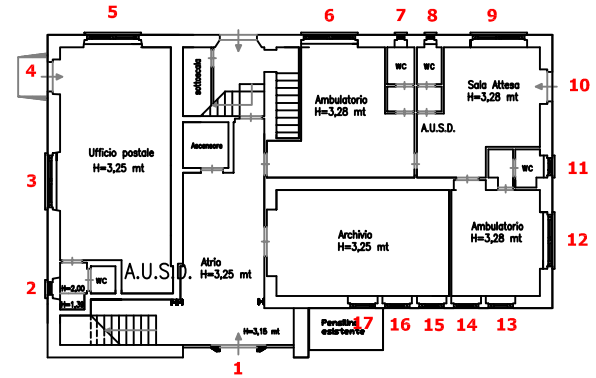 5
6
7
8
9
4
sottoscala
WC
WC
Sala Attesa
H=3,28 mt
10
Ambulatorio
H=3,28 mt
A.U.S.D.
Ascensore
Ufficio postale
H=3,25 mt
3
WC
11
Ambulatorio
H=3,28 mt
12
Archivio
H=3,25 mt
Atrio
H=3,25 mt
A.U.S.D.
WC
2
H=2,00
H=1,36
17
16
15
14
13
H=3,16 mt
Pensilina
esistente
1